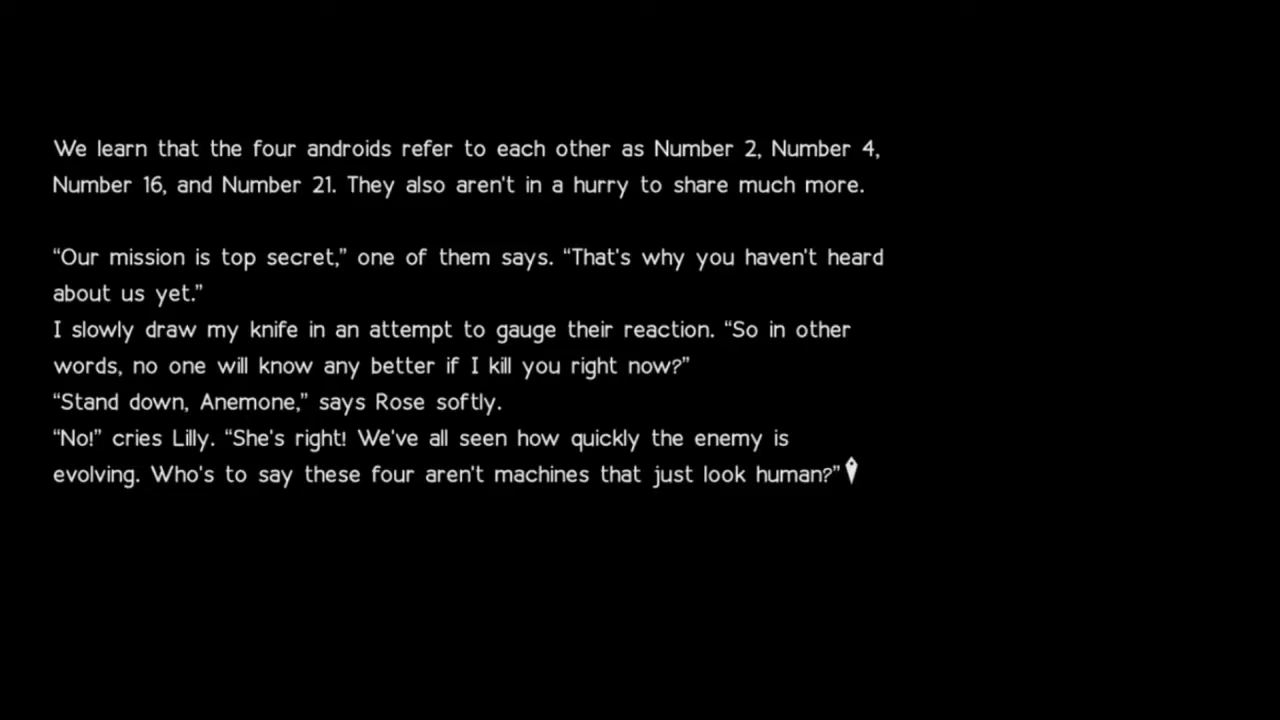 We learn that the four androids refer to each other as Number 2, Number 4,
Number 16, and Number 21. They also aren't in a hurry to share much more.
“Our mission is top secret,” one of them says. “That's why you haven't heard
about us yet.”
I slowly draw my knife in an attempt to gauge their reaction. “So in other
words, no one will know any better if I kill you right now?”
“Stand down, Anemone,” says Rose softly.
“No!” cries Lilly. “She's right! We've all seen how quickly the enemy is
evolving. Who's to say these four aren't machines that just look human?”